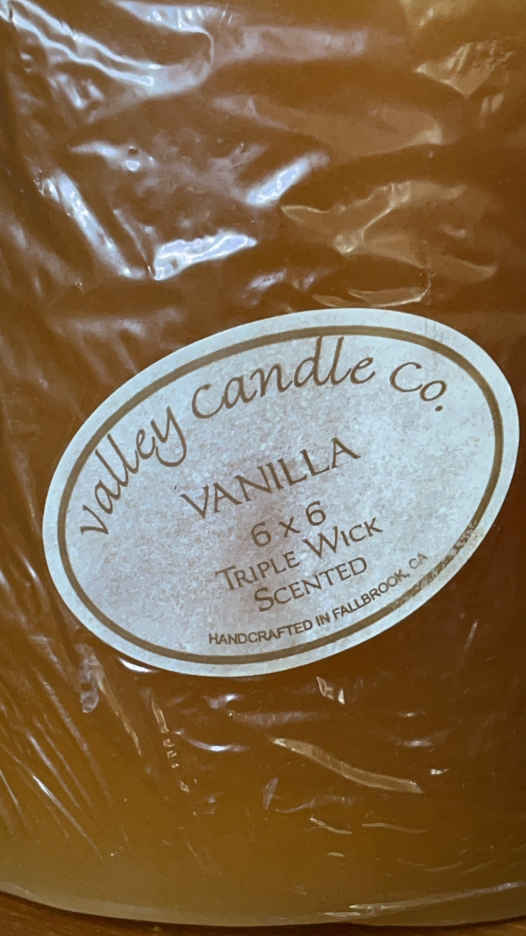 valley candle Co.
VANILLA
6 x 6
TRIPLE WICK
SCENTED
HANDCRAFTED IN FALLBROOK, CA